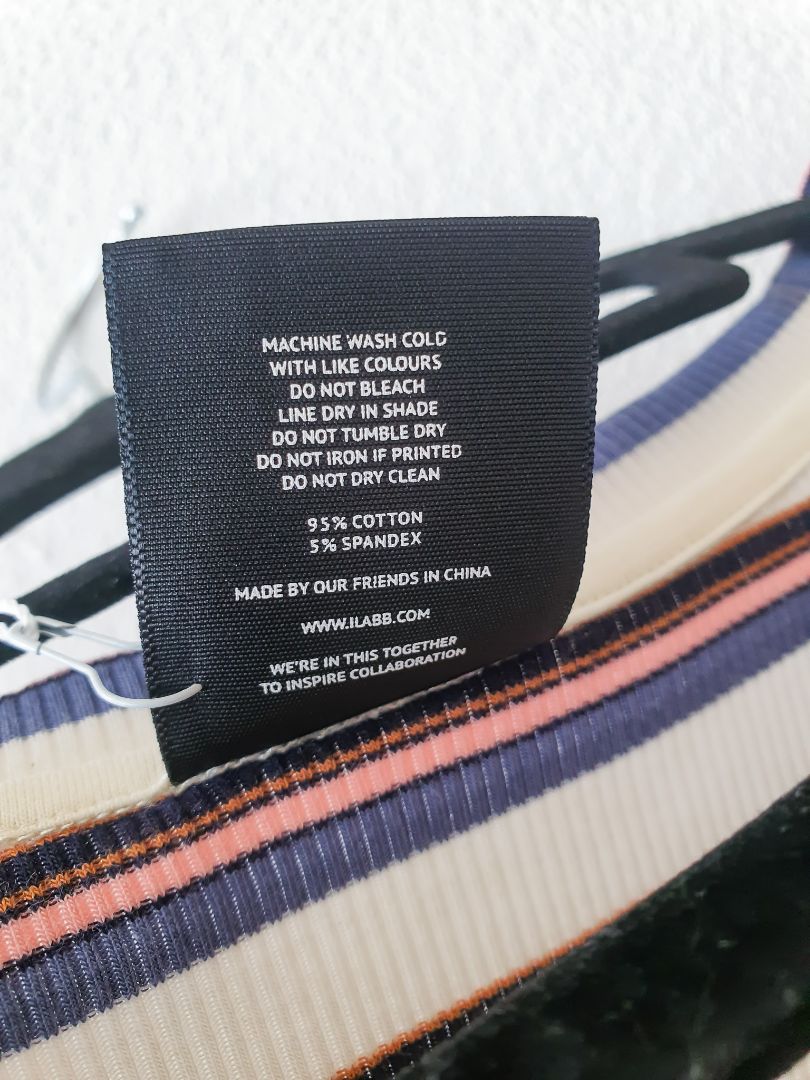 MACHINE WASH COLD
WITH LIKE COLOURS
DO NOT BLEACH
LINE DRY IN SHADE
DO NOT TUMBLE DRY
DO NOT IRON IF PRINTED
DO NOT DRY CLEAN
95% COTTON
5% SPANDEX
MADE BY OUR FRIENDS IN CHINA
WWW.ILABB.COM
WE'RE IN THIS TOGETHER
TO INSPIRE COLLABORATION